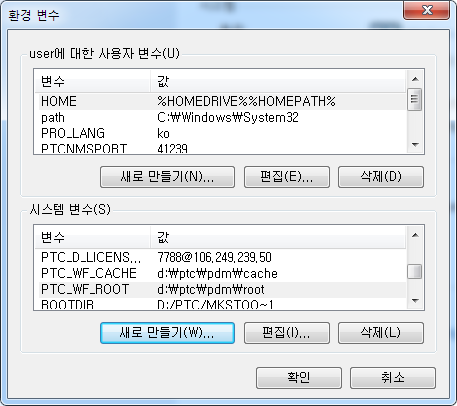 환경 변수
user에 대한 사용자 변수(U)
변수 값
HOME %HOMEDRIVE%%HOMEPATH%
path C:₩Windows₩System32
PRO_LANG ko
PTCNMSPORT 41239
새로 만들기(N)... 편집(E)... 삭제(D)
시스템 변수(S)
변수 값
PTC_D_LICENS... 7788@106,249,239,50
PTC_WF_CACHE d:₩ptc₩pdm₩cache
PTC_WF_ROOT d:₩ptc₩pdm₩root
ROOTDIR D:/PTC/MKSTOO~1
새로 만들기(W)... 편집(I)... 삭제(L)
확인 취소